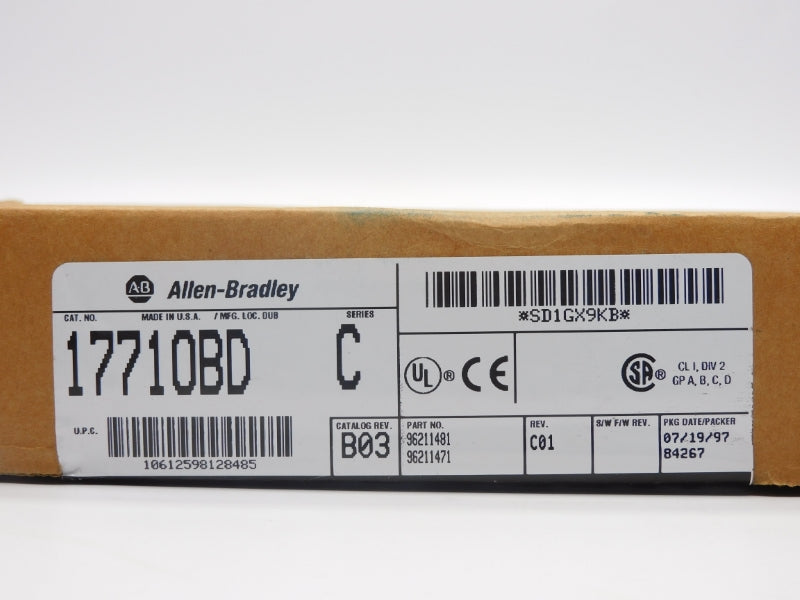 AB Allen-Bradley
CAT. NO. MADE IN U.S.A. / MFG. LOC. DUB SERIES
1771OBD C
U.P.C.
10612598128485
CATALOG REV.
B03
*SD1GX9KB*
UL ® CE
SA ® CL I, DIV 2
GP A, B, C, D
PART NO.
96211481
96211471
REV.
C01
S/W F/W REV.
PKG DATE/PACKER
07/19/97
84267